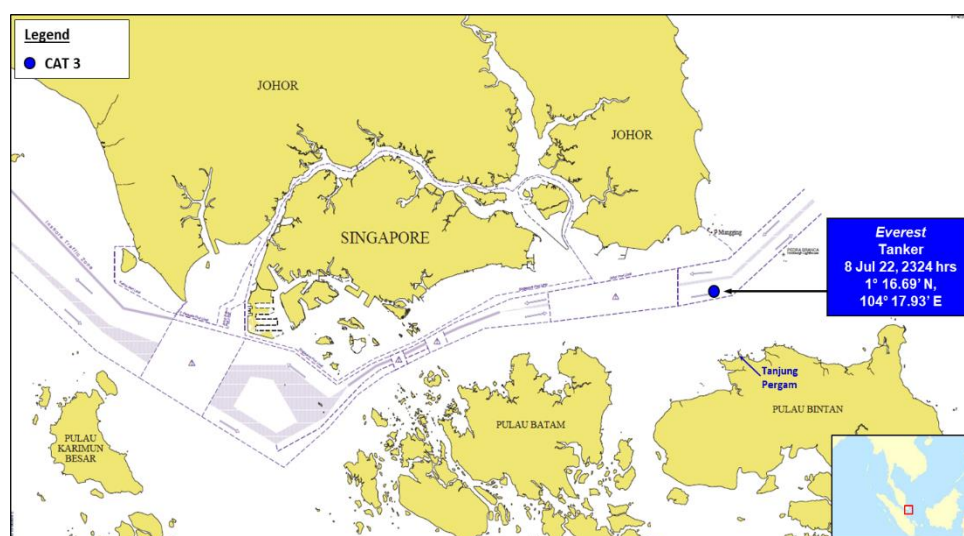 Legend
CAT 3
JOHOR
JOHOR
SINGAPORE
Everest
Tanker
8 Jul 22, 2324 hrs
1° 16.69’ N,
104° 17.93’ E
Tanjung
Pergam
PULAU BINTAN
PULAU BATAM
PULAU
KARIMUN
BESAR